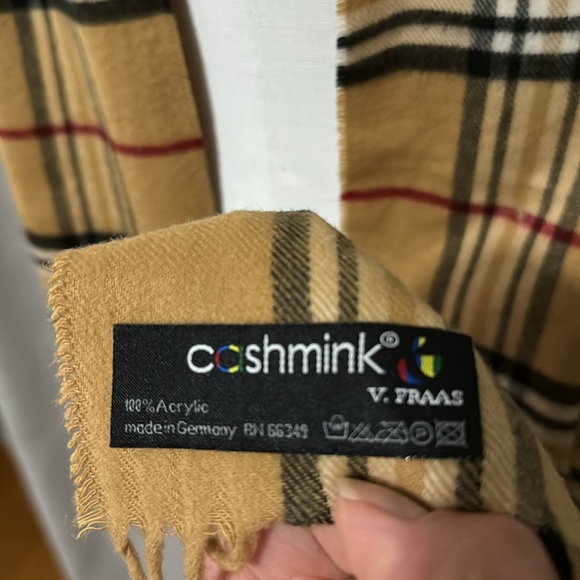 cashmink®
V. FRAAS
100% Acrylic
made in Germany RN 66349